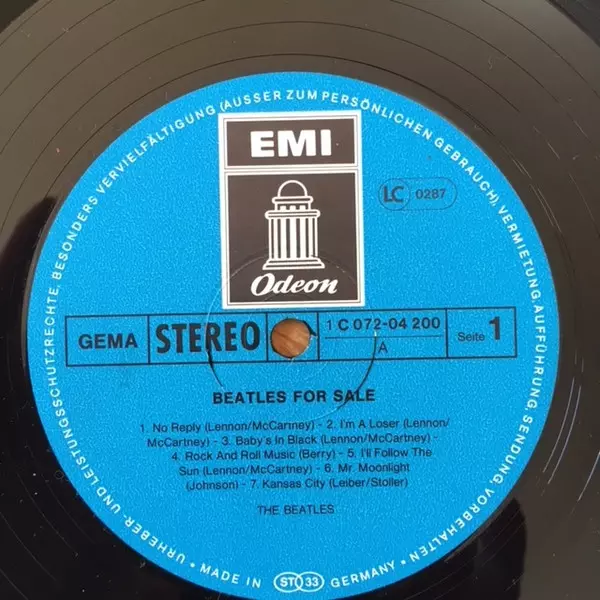 URHEBER- UND LEISTUNGSSCHUTZRECHTE, BESONDERS VERVIELFÄLTIGUNG (AUSSER ZUM PERSÖNLICHEN GEBRAUCH), VERMIETUNG, AUFFÜHRUNG, SENDUNG, VORBEHALTEN •
EMI
Odeon
LC 0287
GEMA STEREO 1 C 072-04 200 A Seite 1
BEATLES FOR SALE
1. No Reply (Lennon/McCartney) - 2. I'm A Loser (Lennon/
McCartney) - 3. Baby's In Black (Lennon/McCartney) -
4. Rock And Roll Music (Berry) - 5. I'll Follow The
Sun (Lennon/McCartney) - 6. Mr. Moonlight
(Johnson) - 7. Kansas City (Leiber/Stoller)
THE BEATLES
MADE IN ST 33 GERMANY •